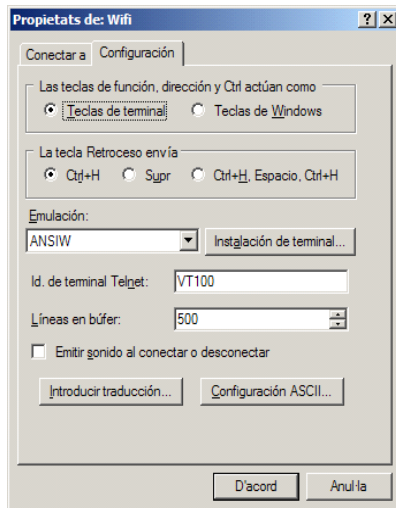 Propietats de: Wifi
Conectar a
Configuración
Las teclas de función, dirección y Ctrl actúan como
Teclas de terminal
Teclas de Windows
La tecla Retroceso envía
Ctrl+H
Supr
Ctrl+H, Espacio, Ctrl+H
Emulación:
ANSIW
Instalación de terminal...
Id. de terminal Telnet:
VT100
Líneas en búfer:
500
Emitir sonido al conectar o desconectar
Introducir traducción...
Configuración ASCII...
D'acord
Anul·la